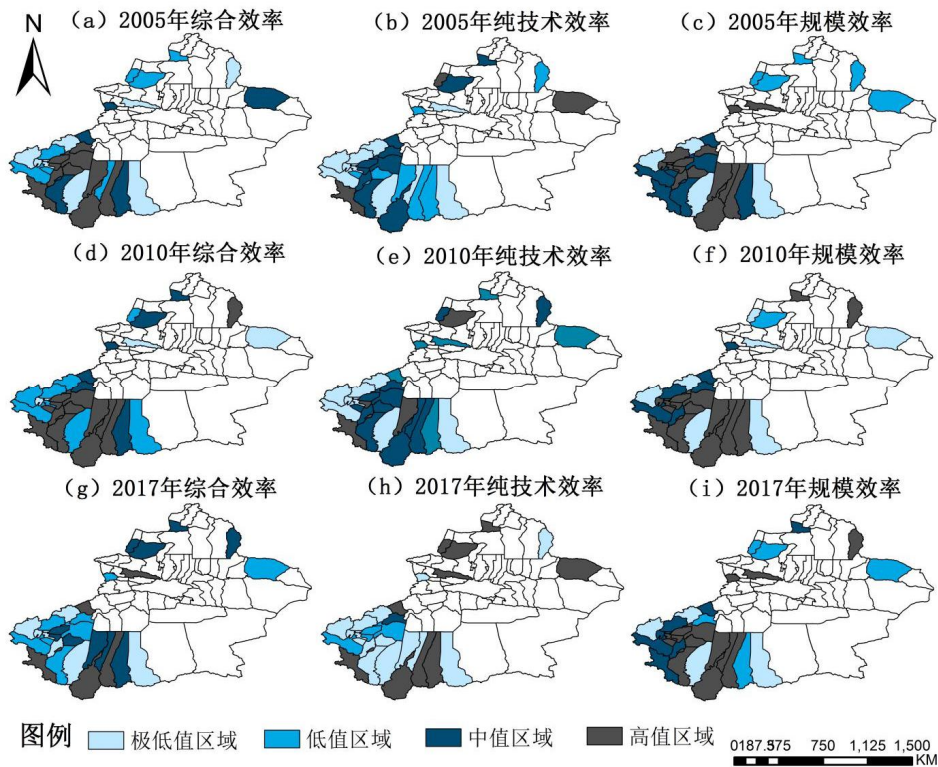 N
(a) 2005年综合效率
(b) 2005年纯技术效率
(c) 2005年规模效率
(d) 2010年综合效率
(e) 2010年纯技术效率
(f) 2010年规模效率
(g) 2017年综合效率
(h) 2017年纯技术效率
(i) 2017年规模效率
图例 极低值区域 低值区域 中值区域 高值区域
750 1,125 1,500
KM